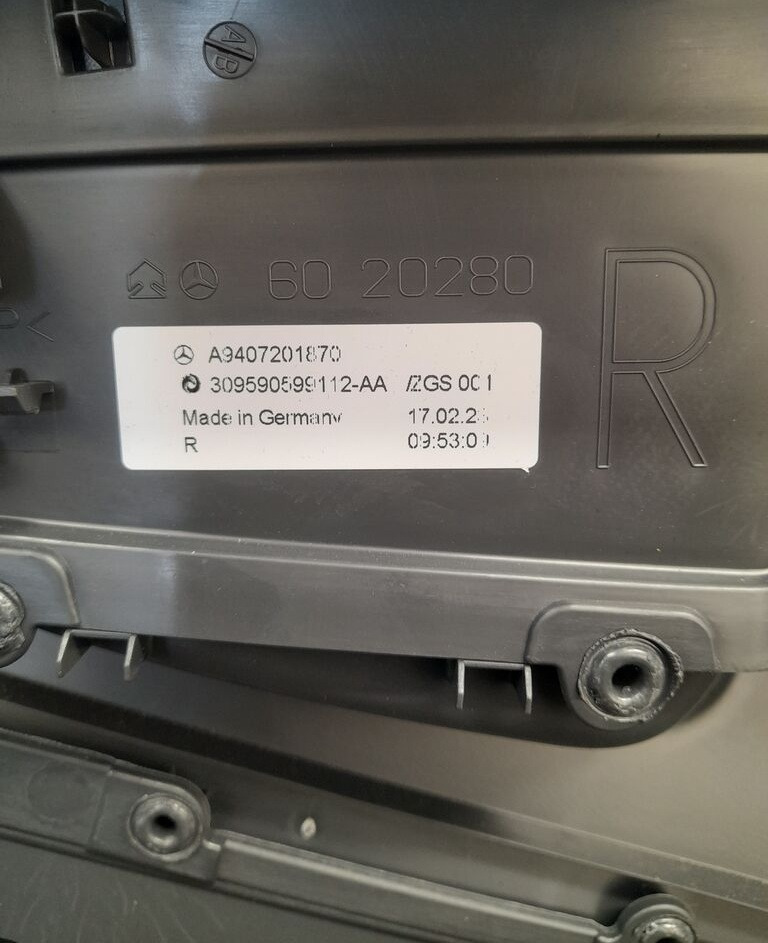 A/B
60 20280
R
A9407201870
309590599112-AA /ZGS 001
Made in Germany 17.02.2
R 09:53:0